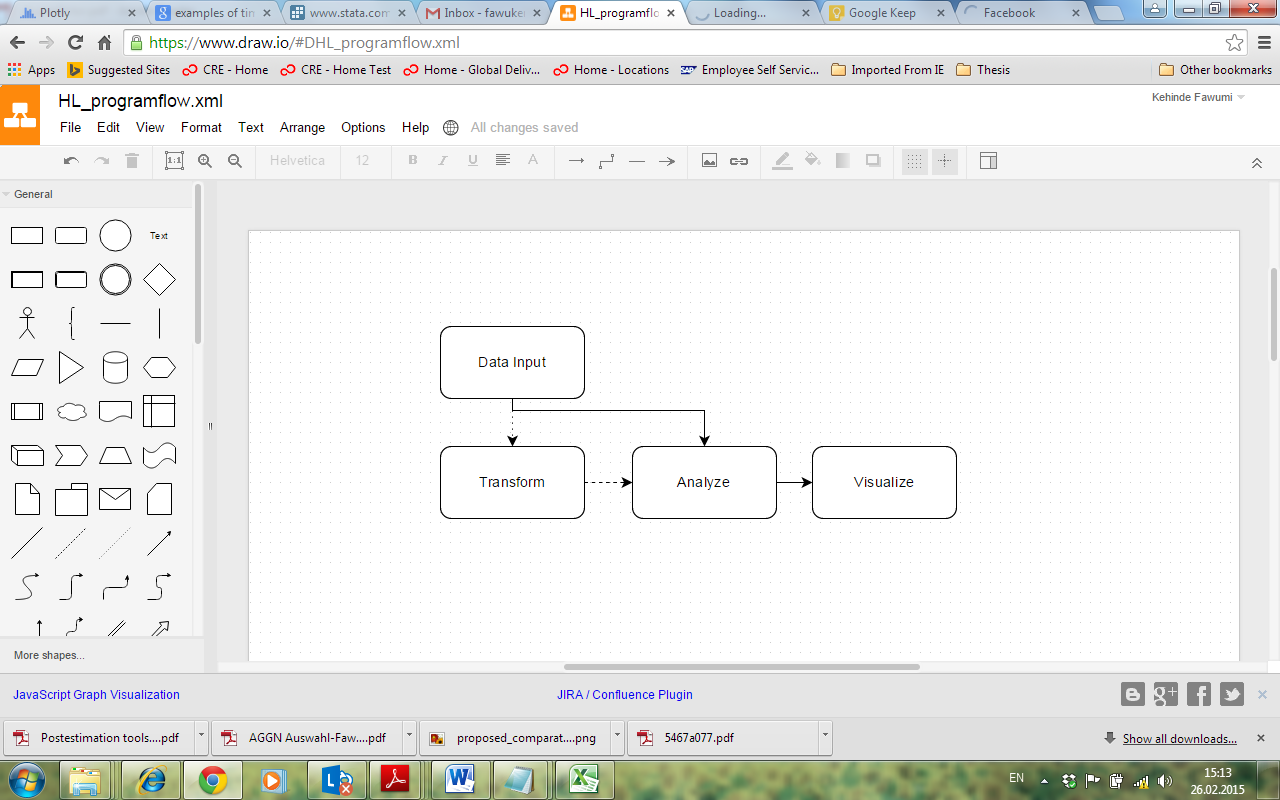 Plotly
examples of tin
www.stata.com
Inbox - fawuke
HL_programflo
Loading...
Google Keep
Facebook
https://www.draw.io/#DHL_programflow.xml
Apps
Suggested Sites
CRE - Home
CRE - Home Test
Home - Global Deliv...
Home - Locations
Employee Self Servic...
Imported From IE
Thesis
Other bookmarks
HL_programflow.xml
Kehinde Fawumi
File Edit View Format Text Arrange Options Help All changes saved
1:1
Helvetica
12
B I U A
General
Text
Data Input
Transform
Analyze
Visualize
More shapes...
JavaScript Graph Visualization
JIRA / Confluence Plugin
Postestimation tools....pdf
AGGN Auswahl-Faw....pdf
proposed_comparat....png
5467a077.pdf
Show all downloads...
EN
15:13
26.02.2015